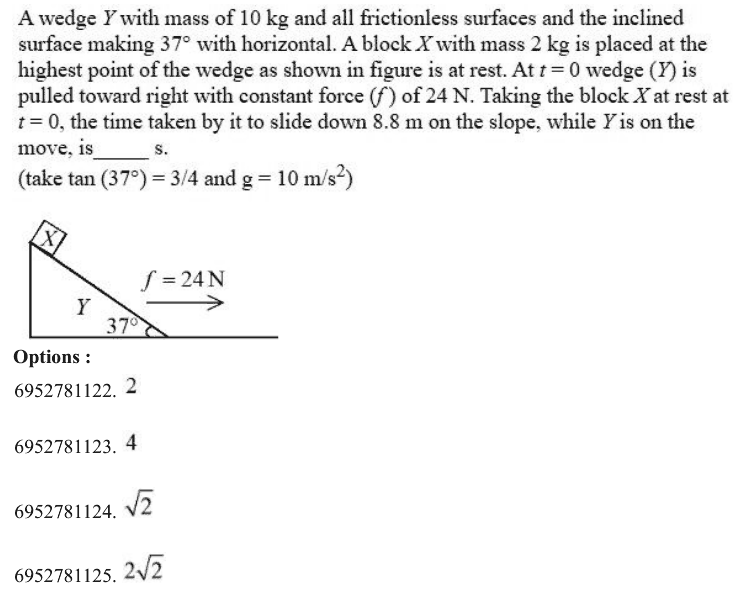 A wedge Y with mass of 10 kg and all frictionless surfaces and the inclined
surface making 37° with horizontal. A block X with mass 2 kg is placed at the
highest point of the wedge as shown in figure is at rest. At t = 0 wedge (Y) is
pulled toward right with constant force (f) of 24 N. Taking the block X at rest at
t = 0, the time taken by it to slide down 8.8 m on the slope, while Y is on the
move, is______ s.
(take tan (37°) = 3/4 and g = 10 m/s²)
X
f = 24 N
Y
37°
Options :
6952781122. 2
6952781123. 4
6952781124. √2
6952781125. 2√2